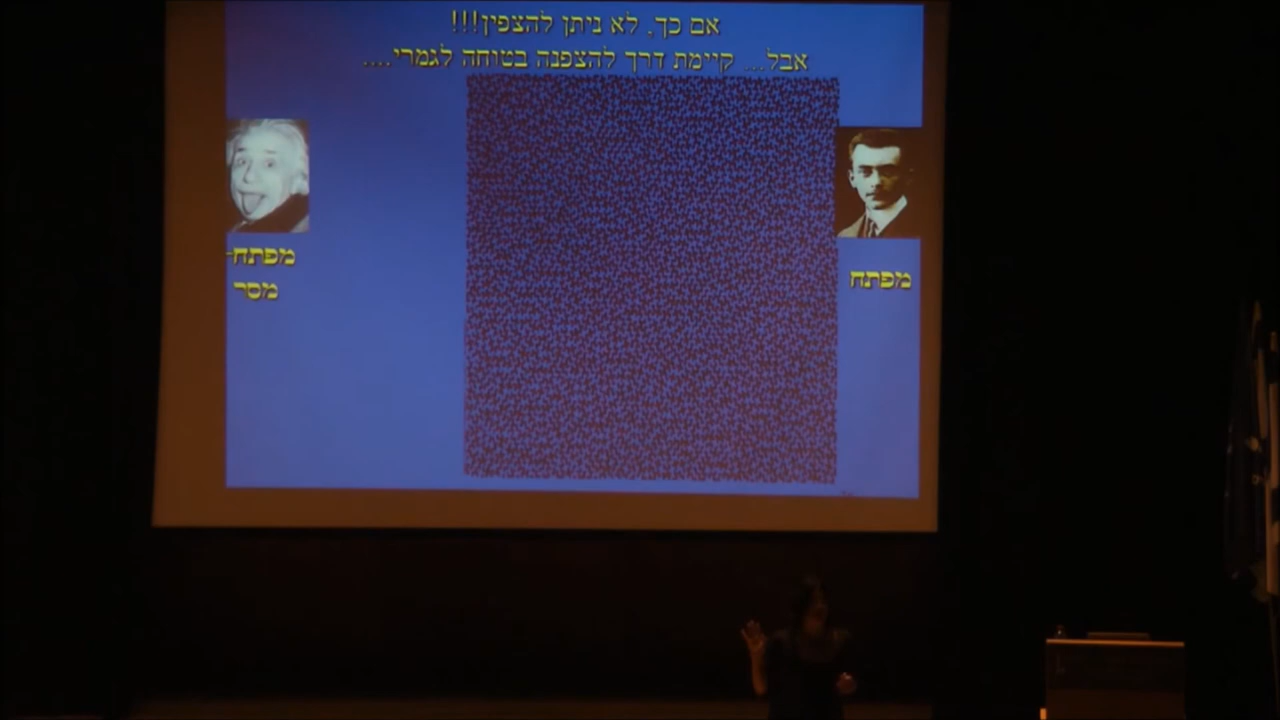 אם כך, לא ניתן להצפין!!!
אבל... קיימת דרך להצפנה בטוחה לגמרי....
מפתח
מפתח-
מסר